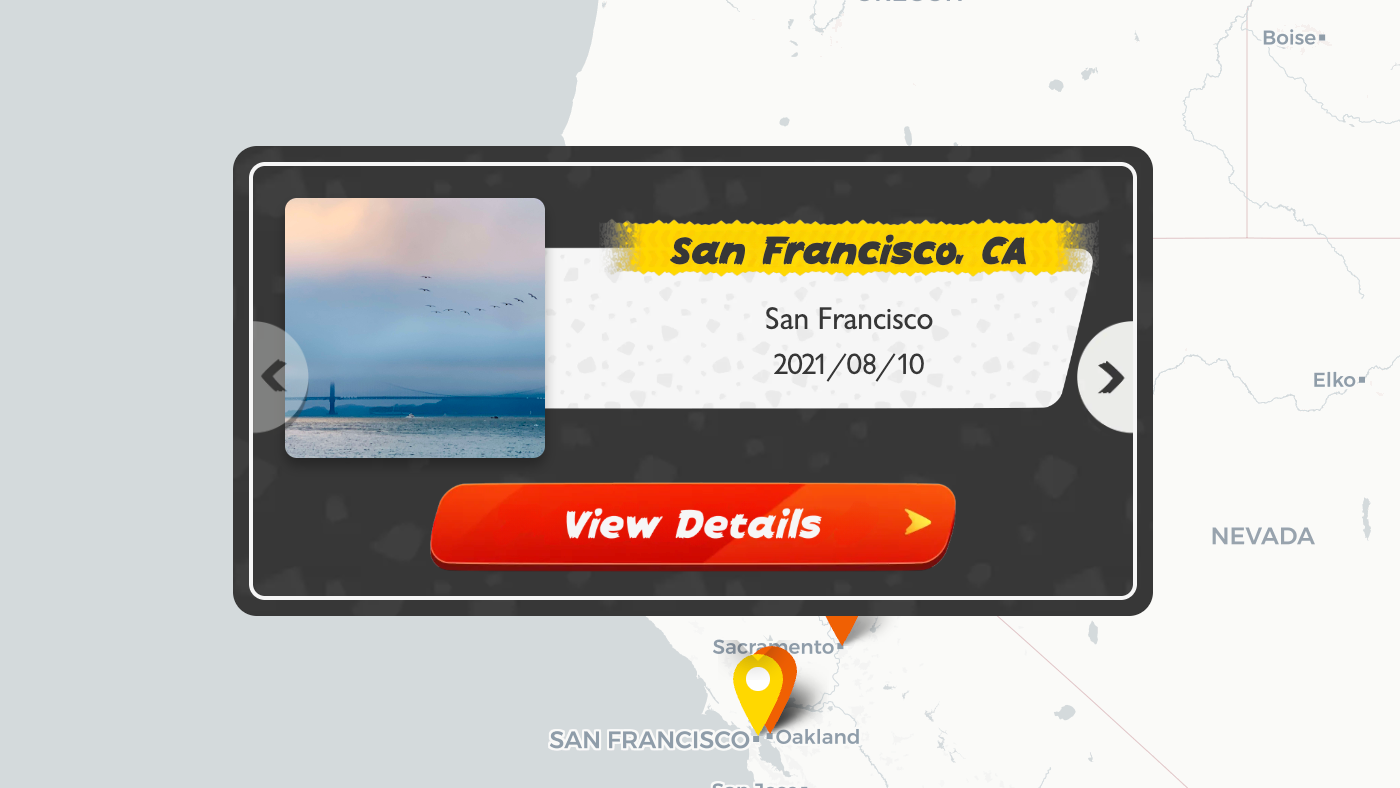 Boise
San Francisco, CA
San Francisco
2021/08/10
Elko
View Details
NEVADA
Sacramento
SAN FRANCISCO
Oakland